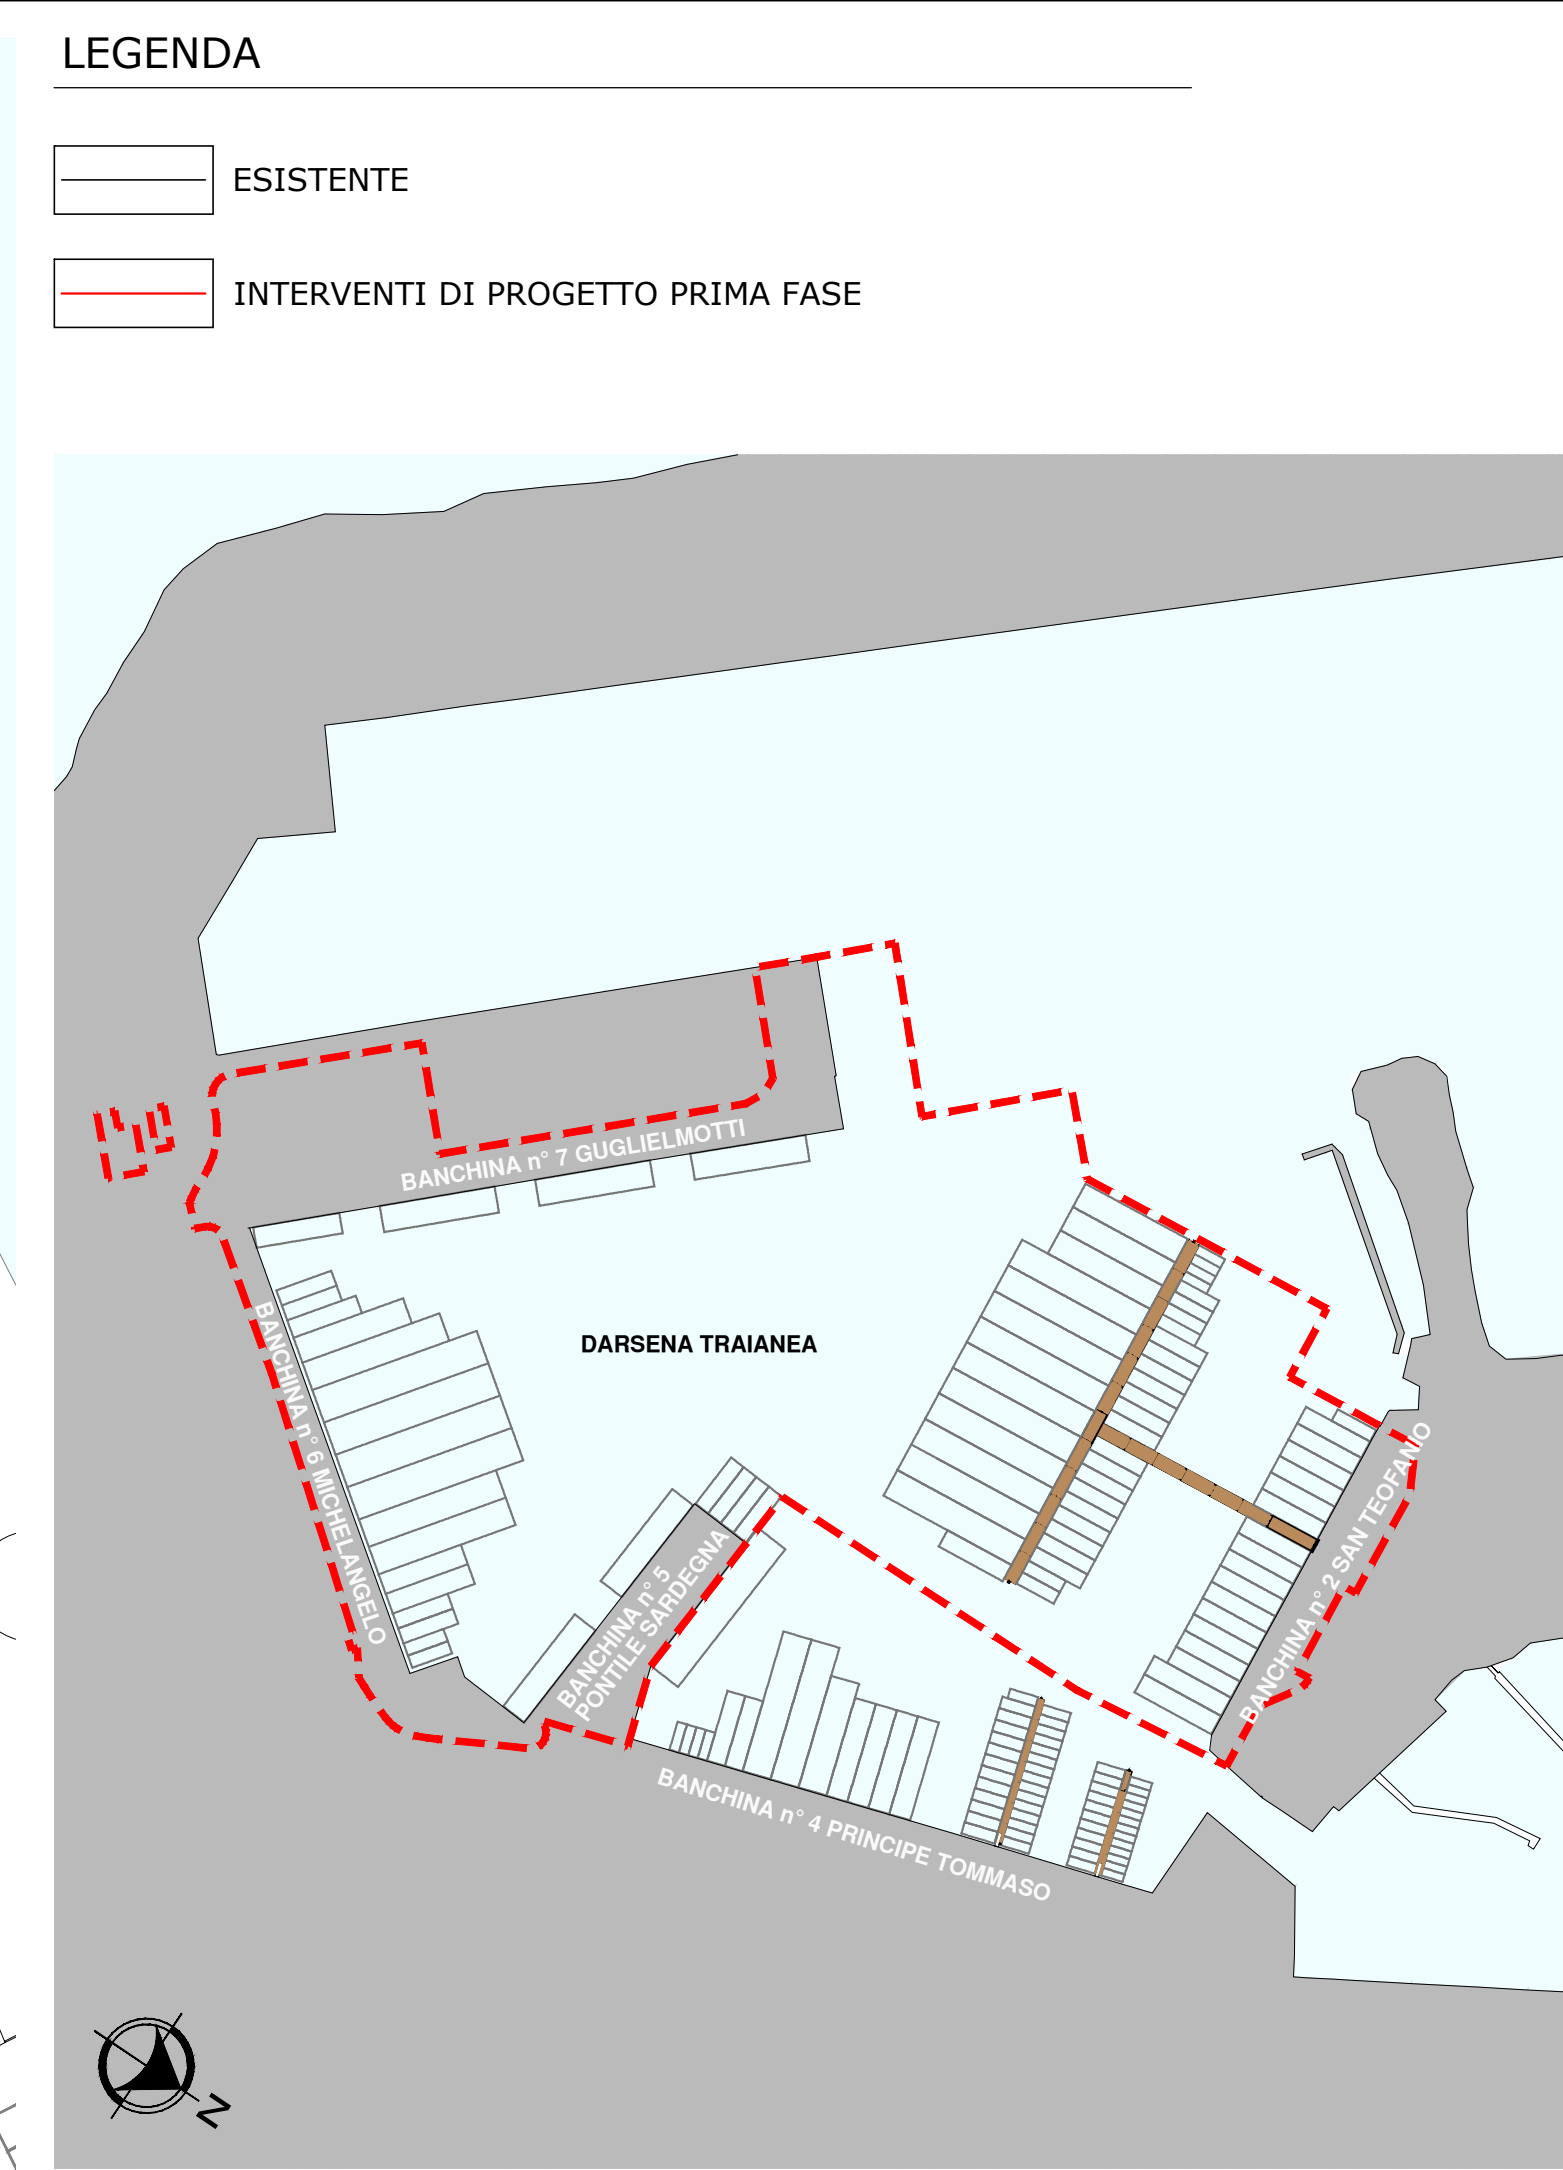 LEGENDA
ESISTENTE
INTERVENTI DI PROGETTO PRIMA FASE
BANCHINA n° 7 GUGLIELMOTTI
DARSENA TRAIANEA
BANCHINA n° 6 MICHELANGELO
BANCHINA n° 5
PONTILE SARDEGNA
BANCHINA n° 2 SAN TEOFANIO
BANCHINA n° 4 PRINCIPE TOMMASO
N